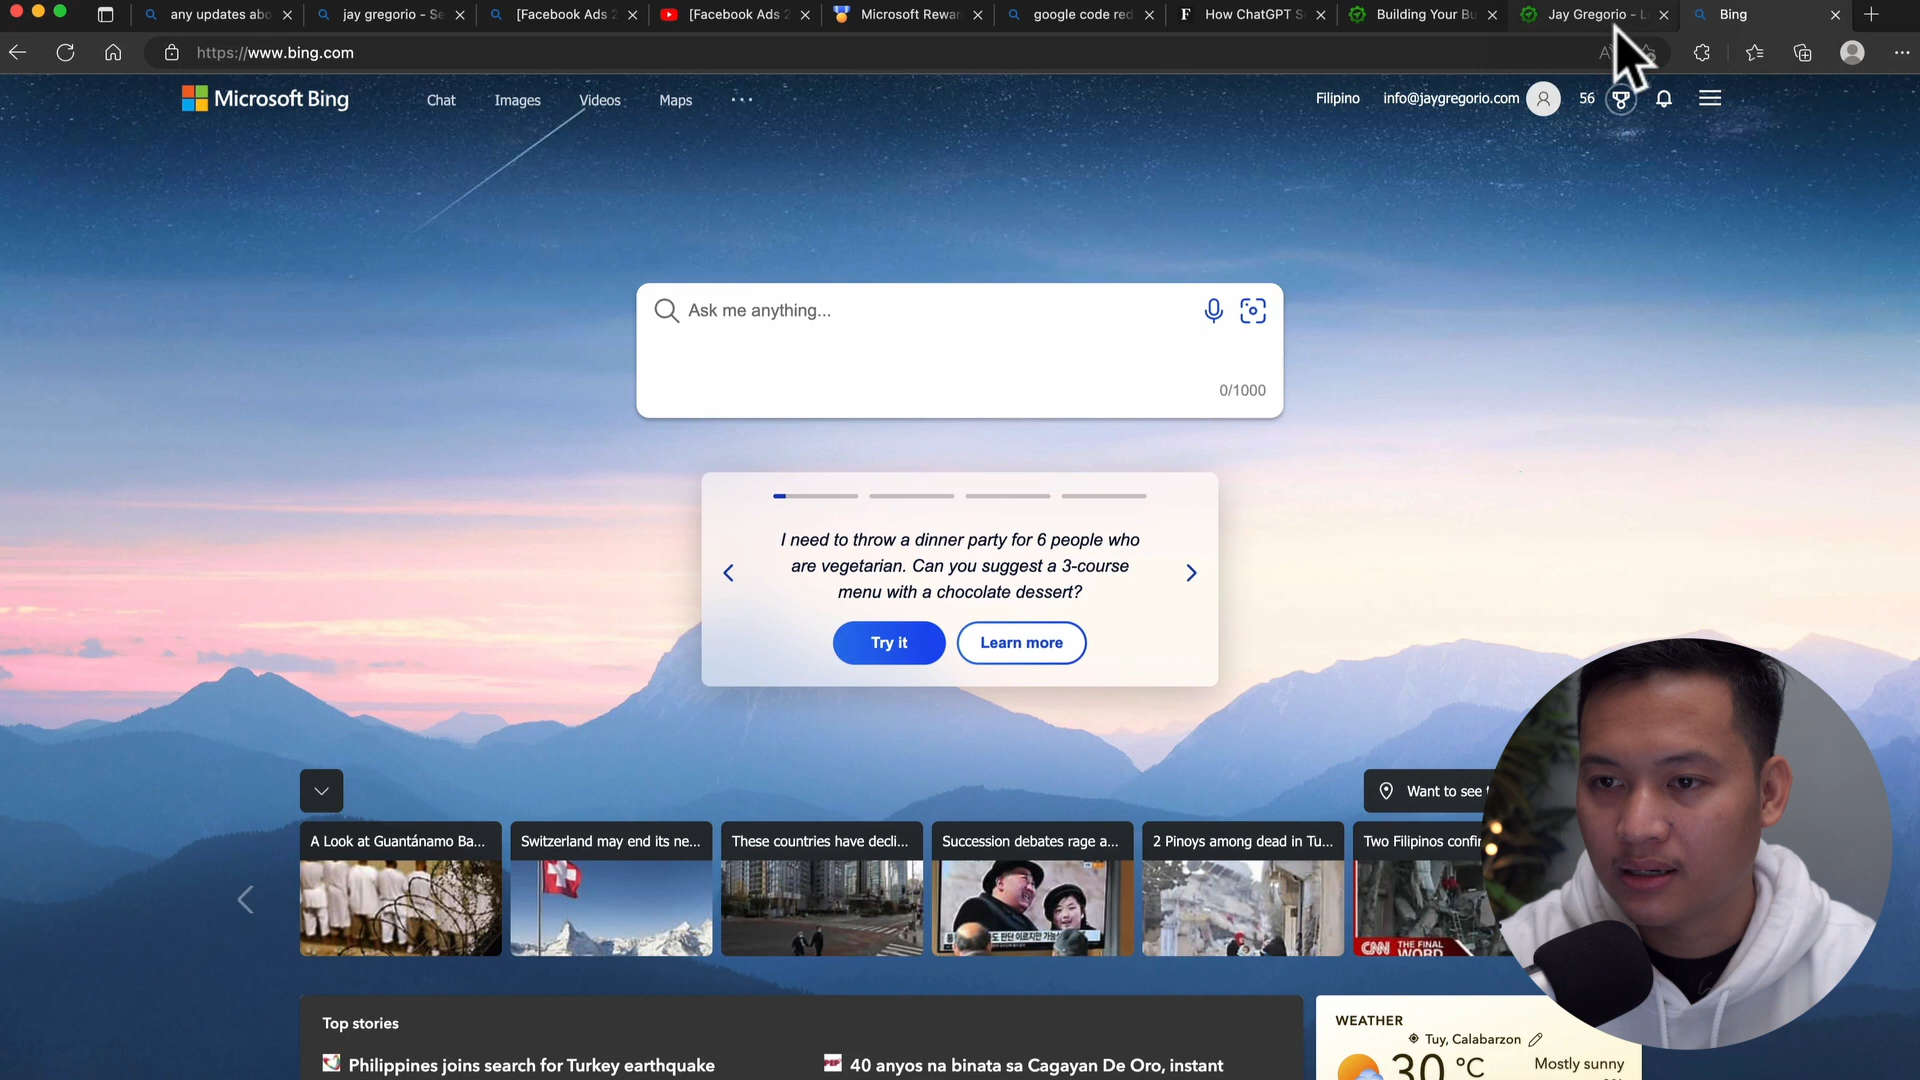 any updates abo
jay gregorio - Se
[Facebook Ads 2
[Facebook Ads 2
Microsoft Rewar
google code red
How ChatGPT S
Building Your Bu
Jay Gregorio - L
Bing
https://www.bing.com
Microsoft Bing
Chat
Images
Videos
Maps
Filipino
info@jaygregorio.com
56
Ask me anything...
0/1000
I need to throw a dinner party for 6 people who
are vegetarian. Can you suggest a 3-course
menu with a chocolate dessert?
Try it
Learn more
Want to see
A Look at Guantánamo Ba...
Switzerland may end its ne...
These countries have decli...
Succession debates rage a...
2 Pinoys among dead in Tu...
Two Filipinos confir
CNN THE FINAL
WORD
Top stories
Philippines joins search for Turkey earthquake
40 anyos na binata sa Cagayan De Oro, instant
WEATHER
Tuy, Calabarzon
30 °C
Mostly sunny